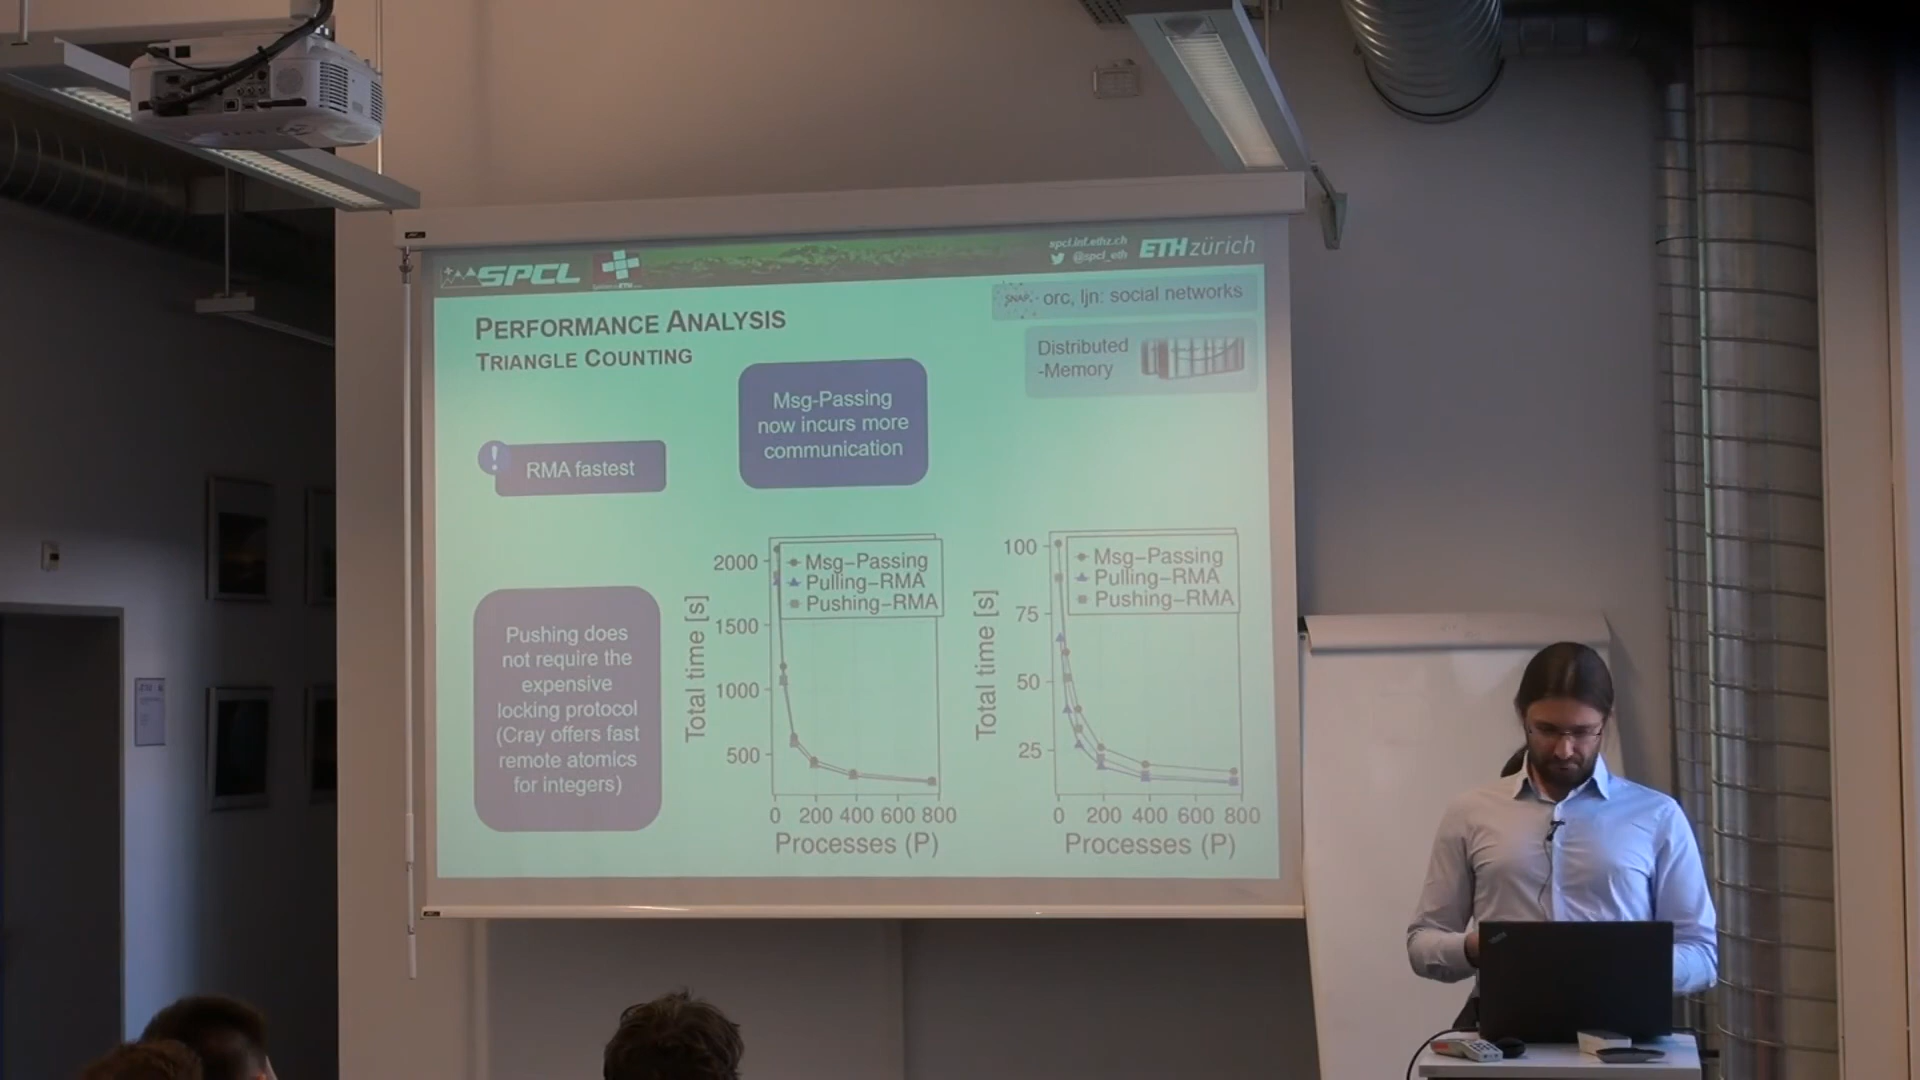 SPCL
spcl.inf.ethz.ch
@spcl_eth
ETH zürich
PERFORMANCE ANALYSIS
TRIANGLE COUNTING
SNAP
orc, ljn: social networks
Distributed
-Memory
Msg-Passing
now incurs more
communication
!
RMA fastest
Pushing does
not require the
expensive
locking protocol
(Cray offers fast
remote atomics
for integers)
Total time [s]
2000
1500
1000
500
Msg−Passing
Pulling−RMA
Pushing−RMA
0 200 400 600 800
Processes (P)
Total time [s]
100
75
50
25
Msg−Passing
Pulling−RMA
Pushing−RMA
0 200 400 600 800
Processes (P)